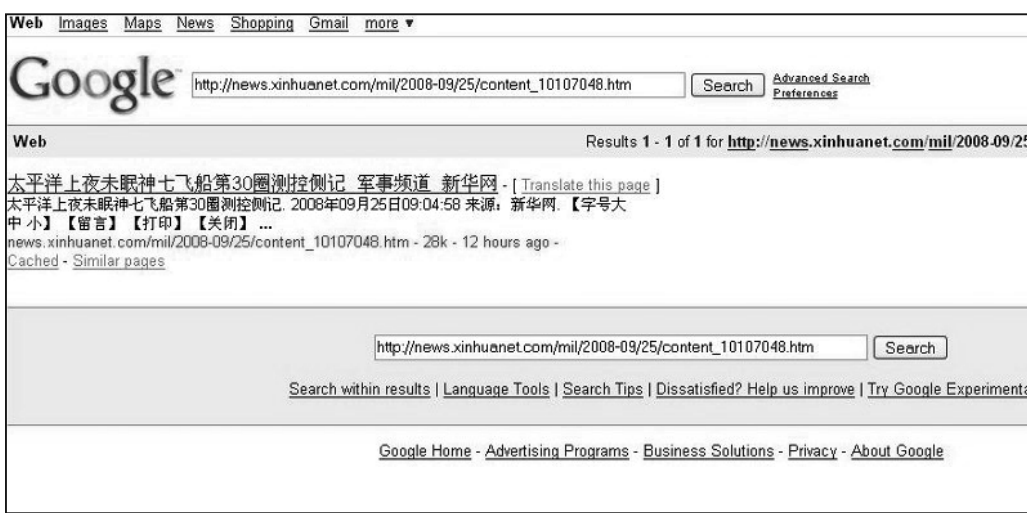 Web Images Maps News Shopping Gmail more ▼
Google™ http://news.xinhuanet.com/mil/2008-09/25/content_10107048.htm Search Advanced Search
Preferences
Web Results 1 - 1 of 1 for http://news.xinhuanet.com/mil/2008-09/25
太平洋上夜未眠神七飞船第30圈测控侧记_军事频道_新华网 - [ Translate this page ]
太平洋上夜未眠神七飞船第30圈测控侧记. 2008年09月25日09:04:58 来源：新华网. 【字号大
中 小】 【留言】 【打印】 【关闭】 ...
news.xinhuanet.com/mil/2008-09/25/content_10107048.htm - 28k - 12 hours ago -
Cached - Similar pages
http://news.xinhuanet.com/mil/2008-09/25/content_10107048.htm Search
Search within results | Language Tools | Search Tips | Dissatisfied? Help us improve | Try Google Experimenta
Google Home - Advertising Programs - Business Solutions - Privacy - About Google